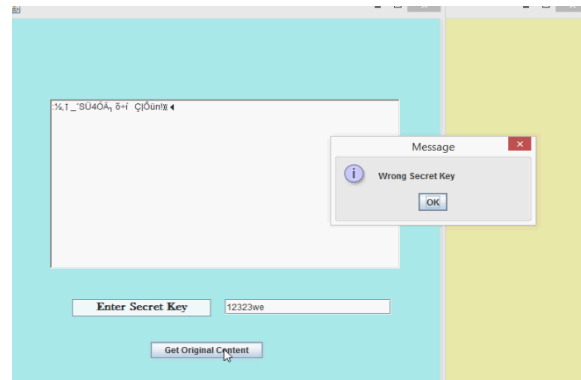 Message
Wrong Secret Key
OK
Enter Secret Key
12323we
Get Original Content